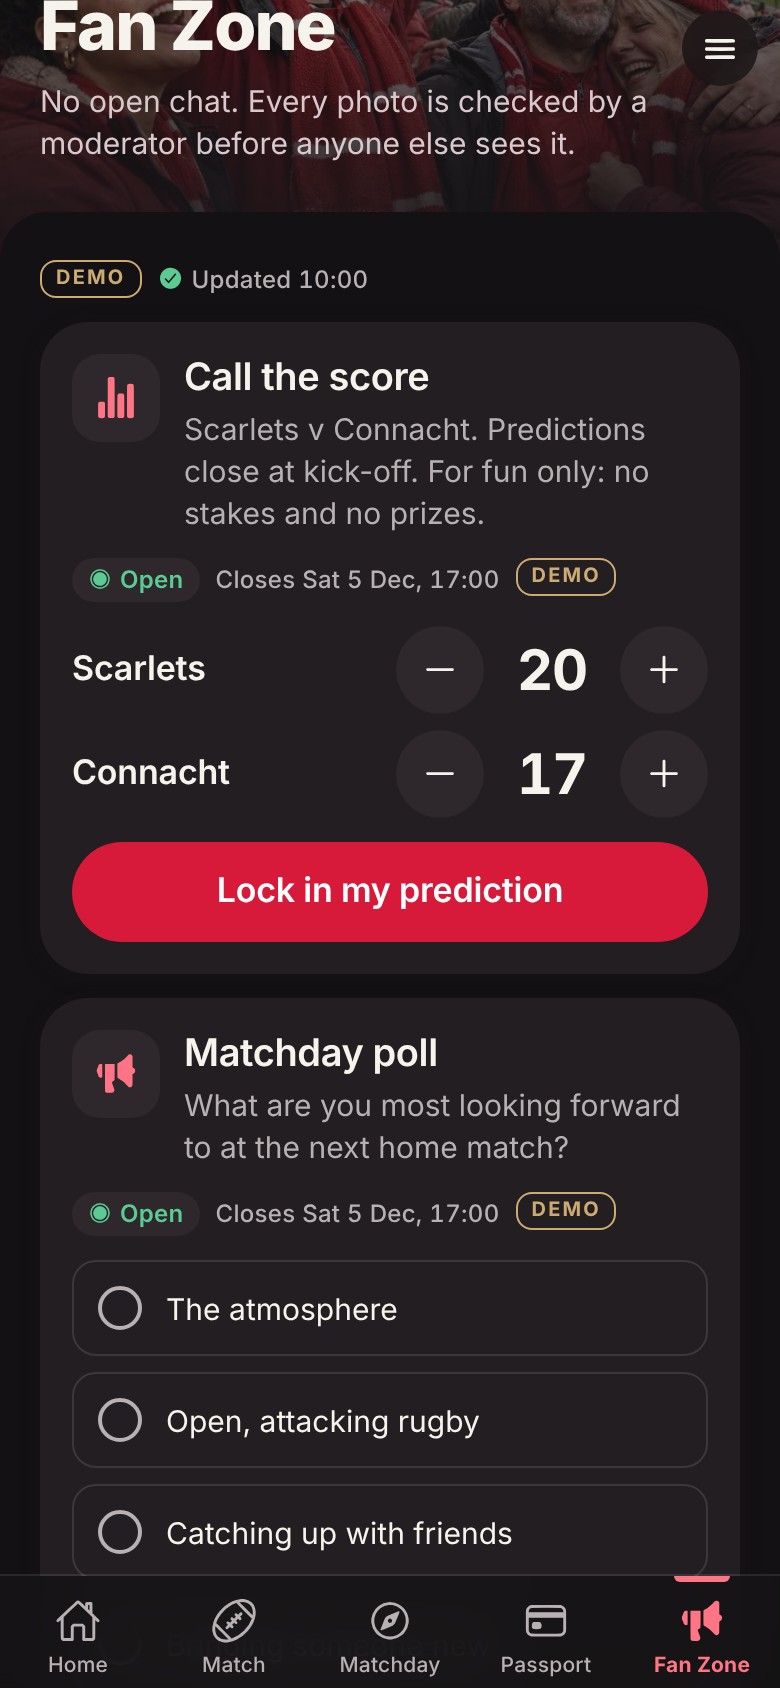 Fan Zone
No open chat. Every photo is checked by a
moderator before anyone else sees it.
DEMO
Updated 10:00
Call the score
Scarlets v Connacht. Predictions
close at kick-off. For fun only: no
stakes and no prizes.
Open
Closes Sat 5 Dec, 17:00
DEMO
Scarlets
20
Connacht
17
Lock in my prediction
Matchday poll
What are you most looking forward
to at the next home match?
Open
Closes Sat 5 Dec, 17:00
DEMO
The atmosphere
Open, attacking rugby
Catching up with friends
Bringing someone new
Home
Match
Matchday
Passport
Fan Zone